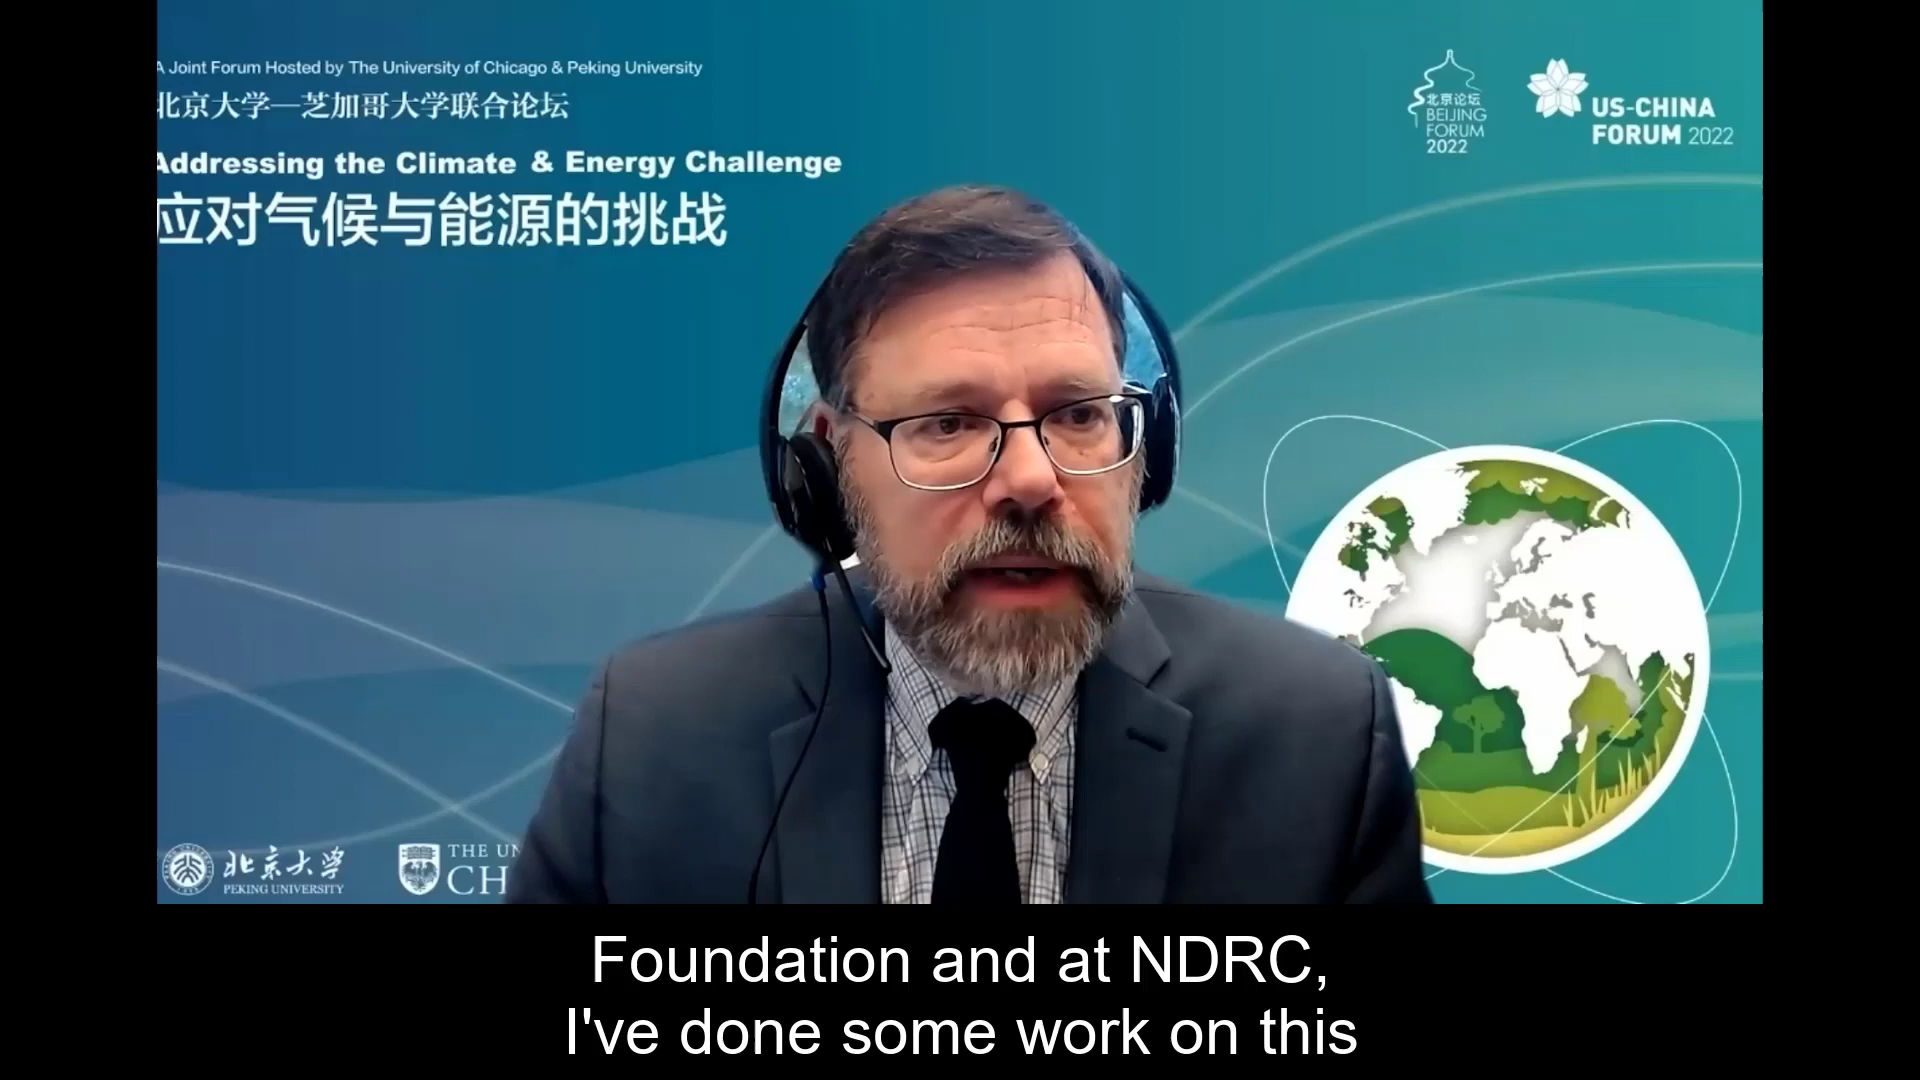 A Joint Forum Hosted by The University of Chicago & Peking University
北京大学—芝加哥大学联合论坛
Addressing the Climate & Energy Challenge
应对气候与能源的挑战
北京论坛
BEIJING
FORUM
2022
US-CHINA
FORUM 2022
北京大学
PEKING UNIVERSITY
THE UN
CH
Foundation and at NDRC,
I've done some work on this